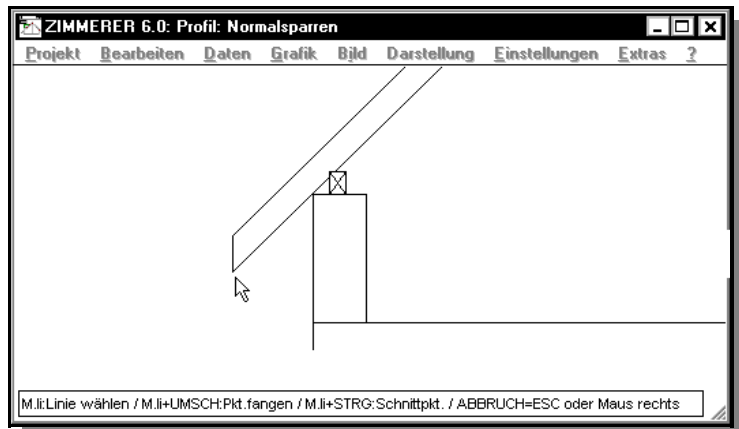 ZIMMERER 6.0: Profil: Normalsparren
Projekt Bearbeiten Daten Grafik Bild Darstellung Einstellungen Extras ?
M.li:Linie wählen / M.li+UMSCH:Pkt.fangen / M.li+STRG:Schnittpkt. / ABBRUCH=ESC oder Maus rechts